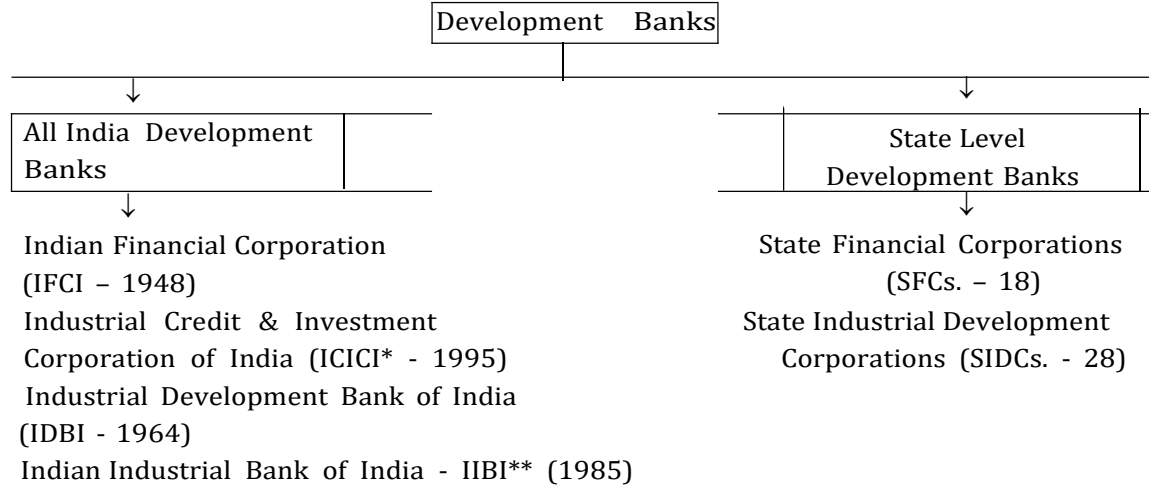 Development Banks
All India Development
Banks
Indian Financial Corporation
(IFCI – 1948)
Industrial Credit & Investment
Corporation of India (ICICI* - 1995)
Industrial Development Bank of India
(IDBI - 1964)
Indian Industrial Bank of India - IIBI** (1985)
State Level
Development Banks
State Financial Corporations
(SFCs. – 18)
State Industrial Development
Corporations (SIDCs. - 28)